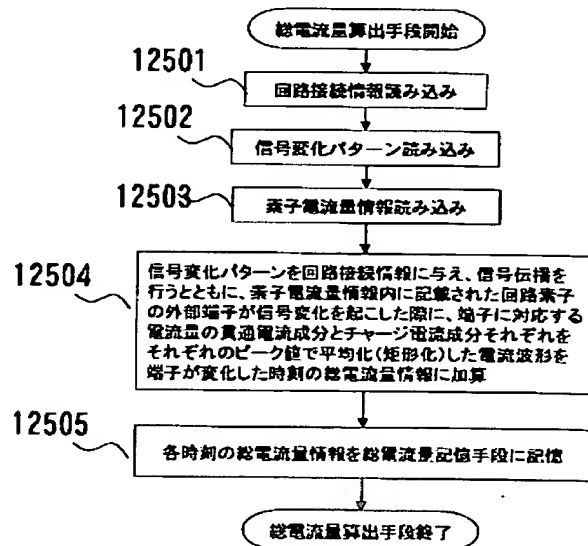 総電流量算出手段開始
12501
回路接続情報読み込み
12502
信号変化パターン読み込み
12503
素子電流量情報読み込み
12504
信号変化パターンを回路接続情報に与え、信号伝播を
行うとともに、素子電流量情報内に記載された回路素子
の外部端子が信号変化を起こした際に、端子に対応する
電流量の貫通電流成分とチャージ電流成分それぞれを
それぞれのピーク値で平均化(矩形化)した電流波形を
端子が変化した時刻の総電流量情報に加算
12505
各時刻の総電流量情報を総電流量記憶手段に記憶
総電流量算出手段終了